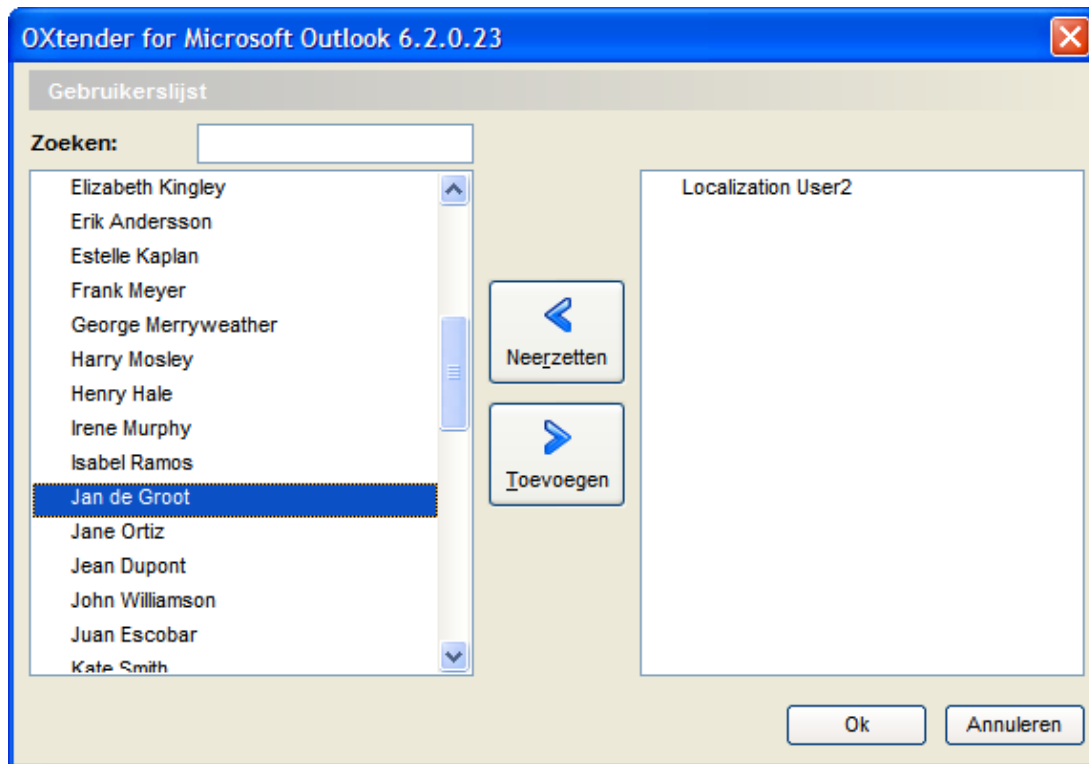 OXtender for Microsoft Outlook 6.2.0.23
Gebruikerslijst
Zoeken:
Elizabeth Kingley
Erik Andersson
Estelle Kaplan
Frank Meyer
George Merryweather
Harry Mosley
Henry Hale
Irene Murphy
Isabel Ramos
Jan de Groot
Jane Ortiz
Jean Dupont
John Williamson
Juan Escobar
Kate Smith
Neerzetten
Toevoegen
Localization User2
Ok
Annuleren